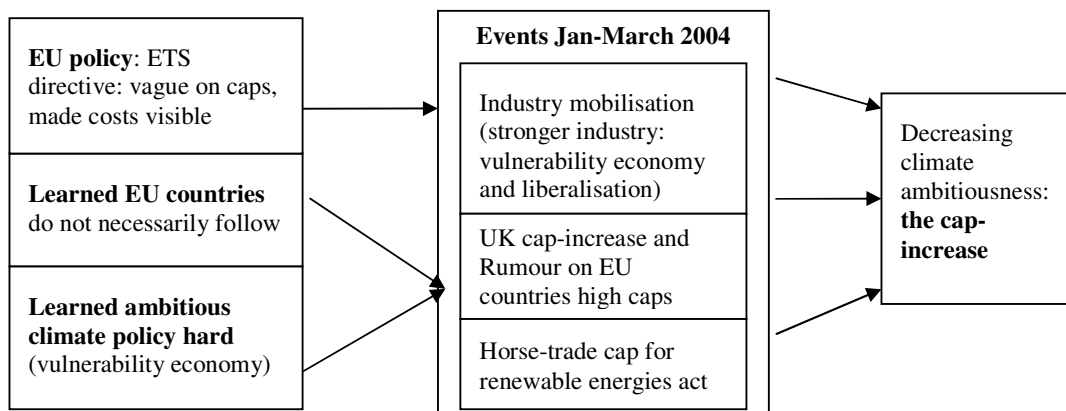 EU policy: ETS
directive: vague on caps,
made costs visible
Learned EU countries
do not necessarily follow
Learned ambitious
climate policy hard
(vulnerability economy)
Events Jan-March 2004
Industry mobilisation
(stronger industry:
vulnerability economy
and liberalisation)
UK cap-increase and
Rumour on EU
countries high caps
Horse-trade cap for
renewable energies act
Decreasing
climate
ambitiousness:
the cap-
increase